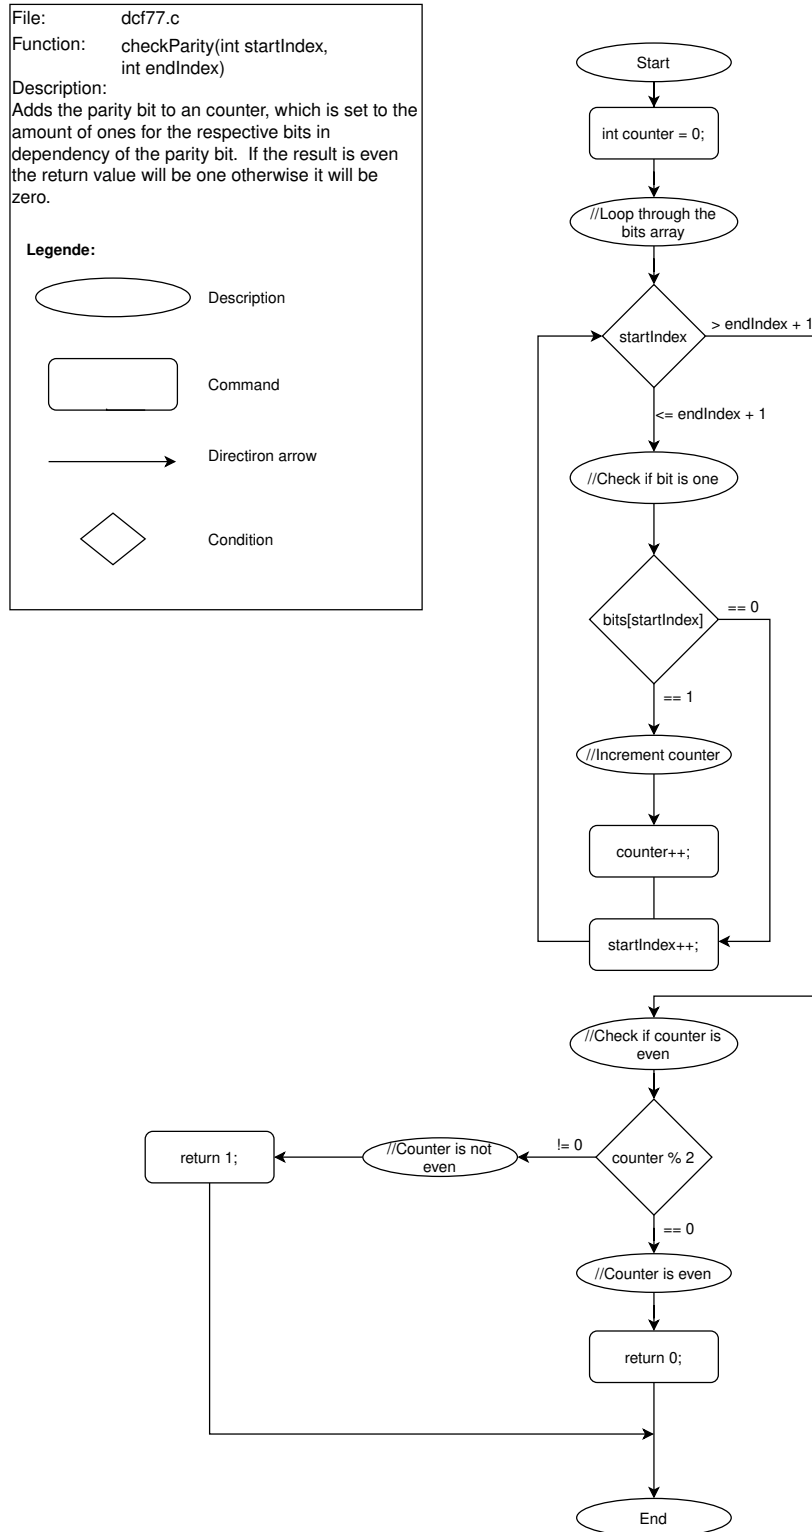 File: dcf77.c
Function: checkParity(int startIndex,
int endIndex)
Description:
Adds the parity bit to an counter, which is set to the
amount of ones for the respective bits in
dependency of the parity bit. If the result is even
the return value will be one otherwise it will be
zero.
Legende:
Description
Command
Directiron arrow
Condition
Start
int counter = 0;
//Loop through the
bits array
startIndex
> endIndex + 1
<= endIndex + 1
//Check if bit is one
bits[startIndex]
== 0
== 1
//Increment counter
counter++;
startIndex++;
//Check if counter is
even
counter % 2
!= 0
//Counter is not
even
return 1;
== 0
//Counter is even
return 0;
End